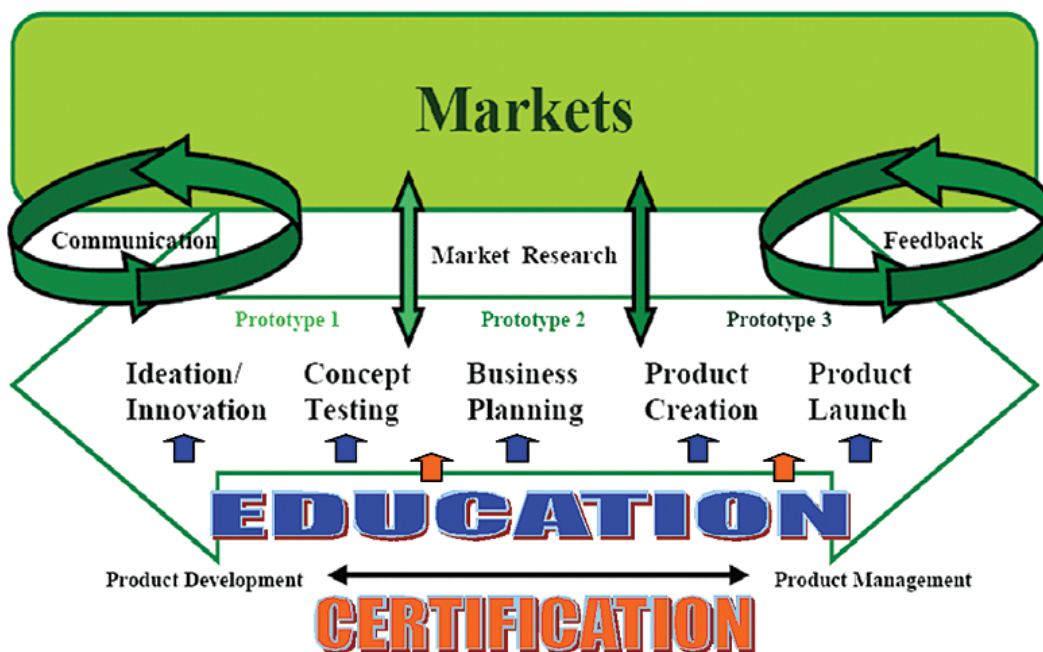 Markets
Communication
Feedback
Market Research
Prototype 1
Prototype 2
Prototype 3
Ideation/
Innovation
Concept
Testing
Business
Planning
Product
Creation
Product
Launch
EDUCATION
Product Development
Product Management
CERTIFICATION